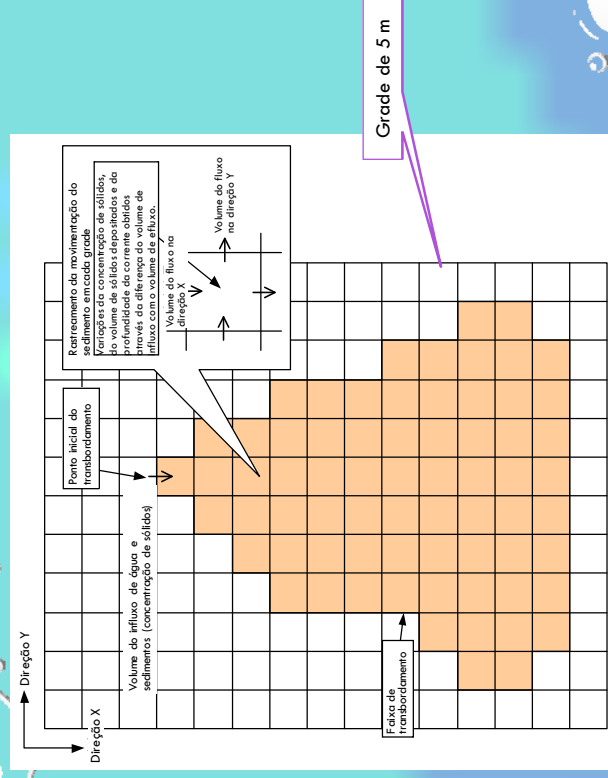 Direção Y
Direção X
Ponto inicial do
transbordamento
Rastreamento da movimentação do
sedimento em cada grade
Variações da concentração de sólidos,
do volume de sólidos depositados e da
profundidade da corrente obtidos
através da diferença do volume de
influxo com o volume de efluxo.
Volume do fluxo na
direção X
Volume do fluxo
na direção Y
Volume do influxo de água e
sedimentos (concentração de sólidos)
Faixa de
transbordamento
Grade de 5 m